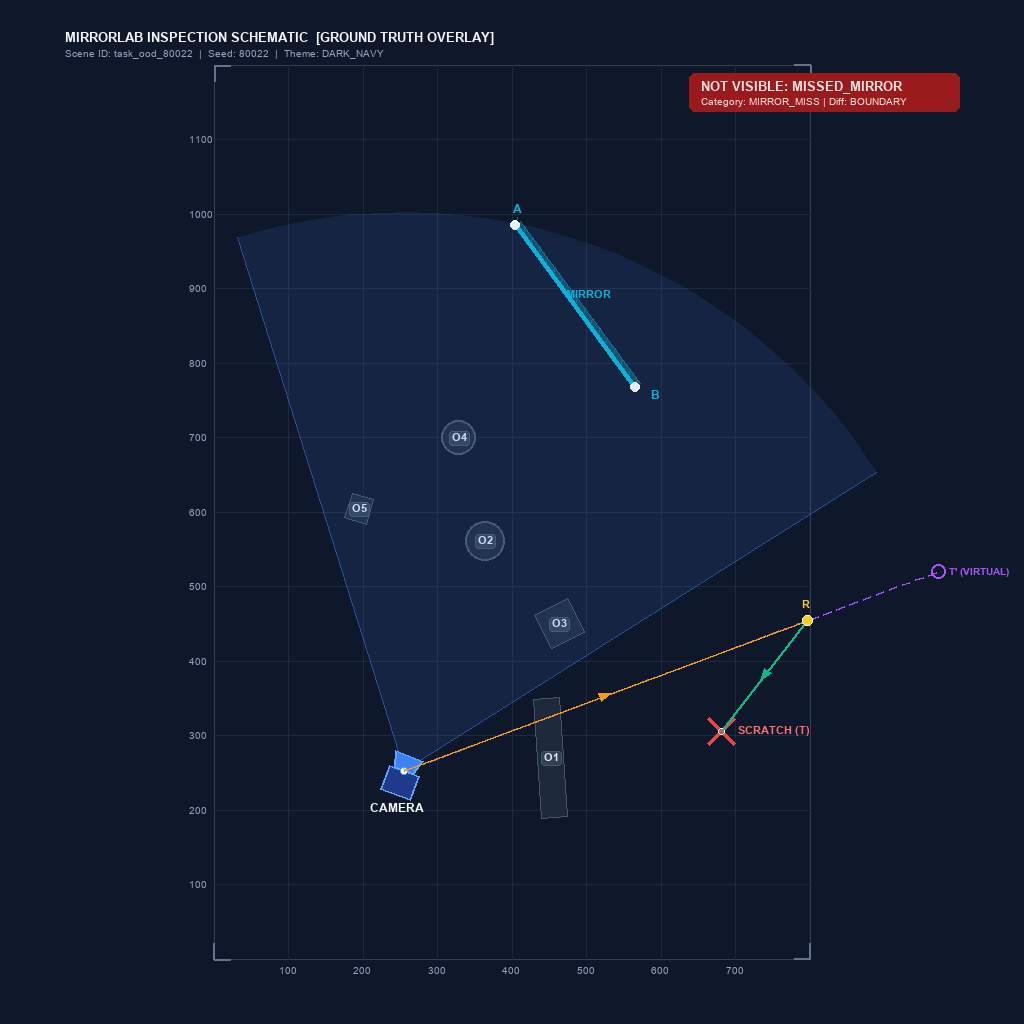 MIRRORLAB INSPECTION SCHEMATIC [GROUND TRUTH OVERLAY]
Scene ID: task_ood_80022 | Seed: 80022 | Theme: DARK_NAVY
NOT VISIBLE: MISSED_MIRROR
Category: MIRROR_MISS | Diff: BOUNDARY
1100
1000
900
800
700
600
500
400
300
200
100
A
MIRROR
B
O4
O5
O2
T' (VIRTUAL)
R
O3
SCRATCH (T)
O1
CAMERA
100
200
300
400
500
600
700